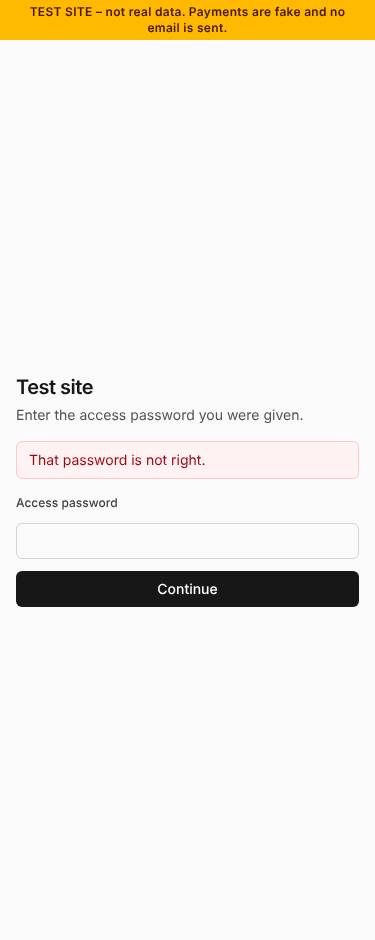 TEST SITE – not real data. Payments are fake and no
email is sent.
Test site
Enter the access password you were given.
That password is not right.
Access password
Continue